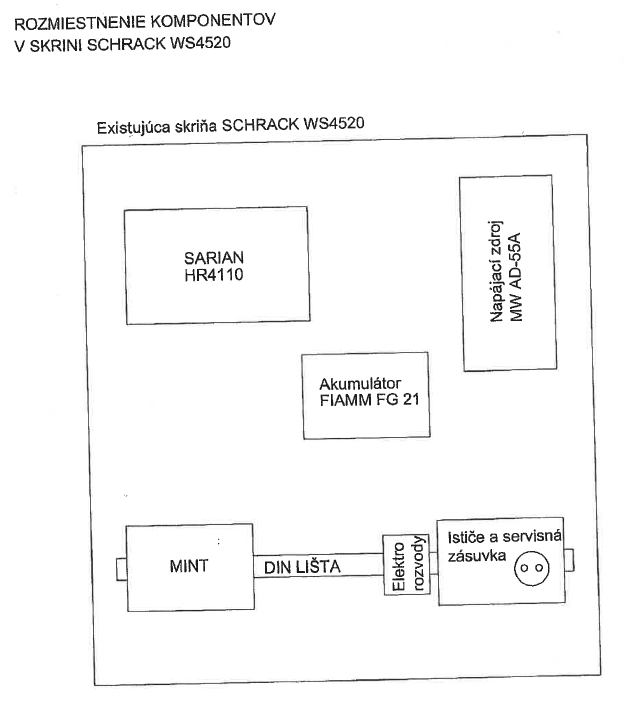 ROZMIESTNENIE KOMPONENTOV
V SKRINI SCHRACK WS4520
Existujúca skriňa SCHRACK WS4520
SARIAN
HR4110
Napájací zdroj
MW AD-55A
Akumulátor
FIAMM FG 21
MINT
DIN LIŠTA
Elektro
rozvody
Ističe a servisná
zásuvka